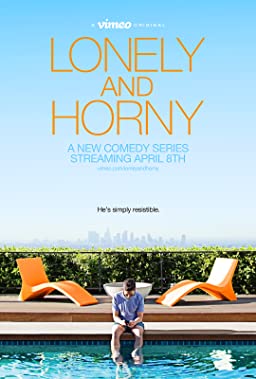 A vimeo ORIGINAL
LONELY
AND
HORNY
A NEW COMEDY SERIES
STREAMING APRIL 8TH
vimeo.com/lonelyandhorny
He's simply resistible.